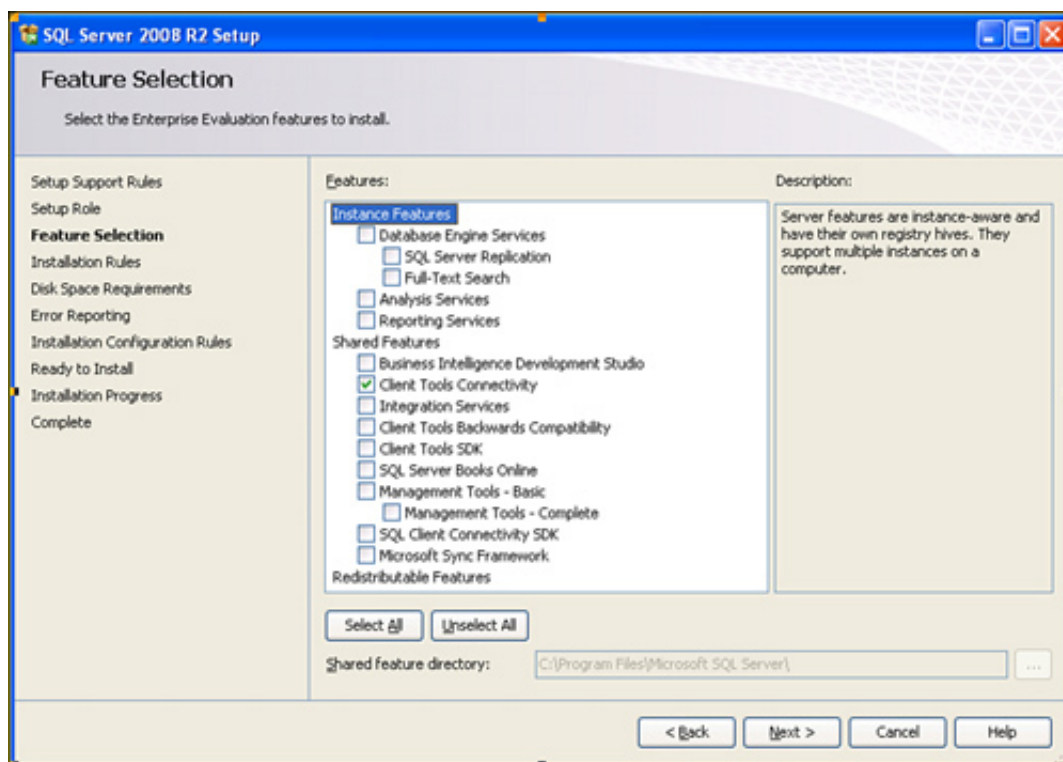 SQL Server 2008 R2 Setup
Feature Selection
Select the Enterprise Evaluation features to install.
Setup Support Rules
Setup Role
Feature Selection
Installation Rules
Disk Space Requirements
Error Reporting
Installation Configuration Rules
Ready to Install
Installation Progress
Complete
Features:
Instance Features
Database Engine Services
SQL Server Replication
Full-Text Search
Analysis Services
Reporting Services
Shared Features
Business Intelligence Development Studio
Client Tools Connectivity
Integration Services
Client Tools Backwards Compatibility
Client Tools SDK
SQL Server Books Online
Management Tools - Basic
Management Tools - Complete
SQL Client Connectivity SDK
Microsoft Sync Framework
Redistributable Features
Description:
Server features are instance-aware and
have their own registry hives. They
support multiple instances on a
computer.
Select All
Unselect All
Shared feature directory:
C:\Program Files\Microsoft SQL Server\
...
< Back
Next >
Cancel
Help